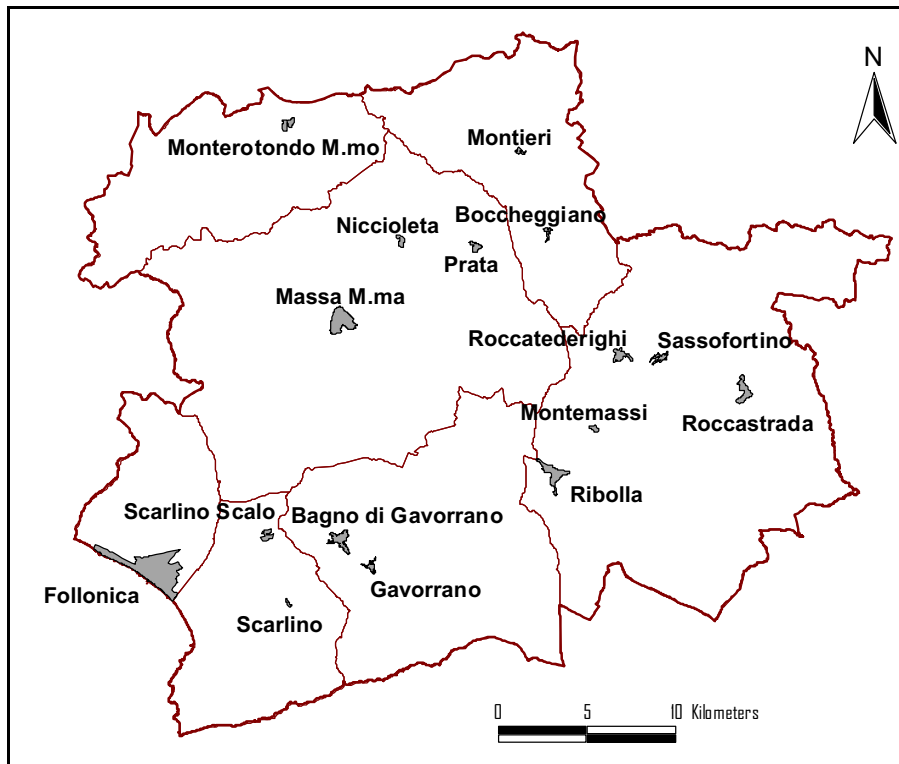 N
Monterotondo M.mo
Montieri
Boccheggiano
Niccioleta
Prata
Massa M.ma
Roccatederighi
Sassofortino
Montemassi
Roccastrada
Ribolla
Scarlino Scalo
Bagno di Gavorrano
Follonica
Gavorrano
Scarlino
0 5 10 Kilometers